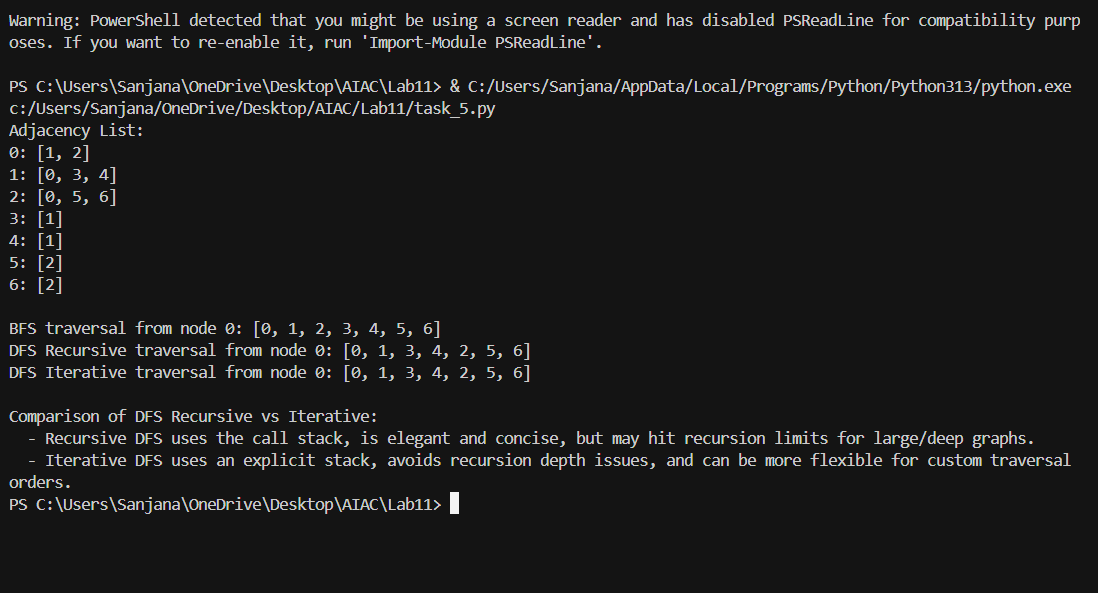 Warning: PowerShell detected that you might be using a screen reader and has disabled PSReadLine for compatibility purp
oses. If you want to re-enable it, run 'Import-Module PSReadLine'.
PS C:\Users\Sanjana\OneDrive\Desktop\AIAC\Lab11> & C:/Users/Sanjana/AppData/Local/Programs/Python/Python313/python.exe
c:/Users/Sanjana/OneDrive/Desktop/AIAC/Lab11/task_5.py
Adjacency List:
0: [1, 2]
1: [0, 3, 4]
2: [0, 5, 6]
3: [1]
4: [1]
5: [2]
6: [2]
BFS traversal from node 0: [0, 1, 2, 3, 4, 5, 6]
DFS Recursive traversal from node 0: [0, 1, 3, 4, 2, 5, 6]
DFS Iterative traversal from node 0: [0, 1, 3, 4, 2, 5, 6]
Comparison of DFS Recursive vs Iterative:
  - Recursive DFS uses the call stack, is elegant and concise, but may hit recursion limits for large/deep graphs.
  - Iterative DFS uses an explicit stack, avoids recursion depth issues, and can be more flexible for custom traversal
orders.
PS C:\Users\Sanjana\OneDrive\Desktop\AIAC\Lab11>